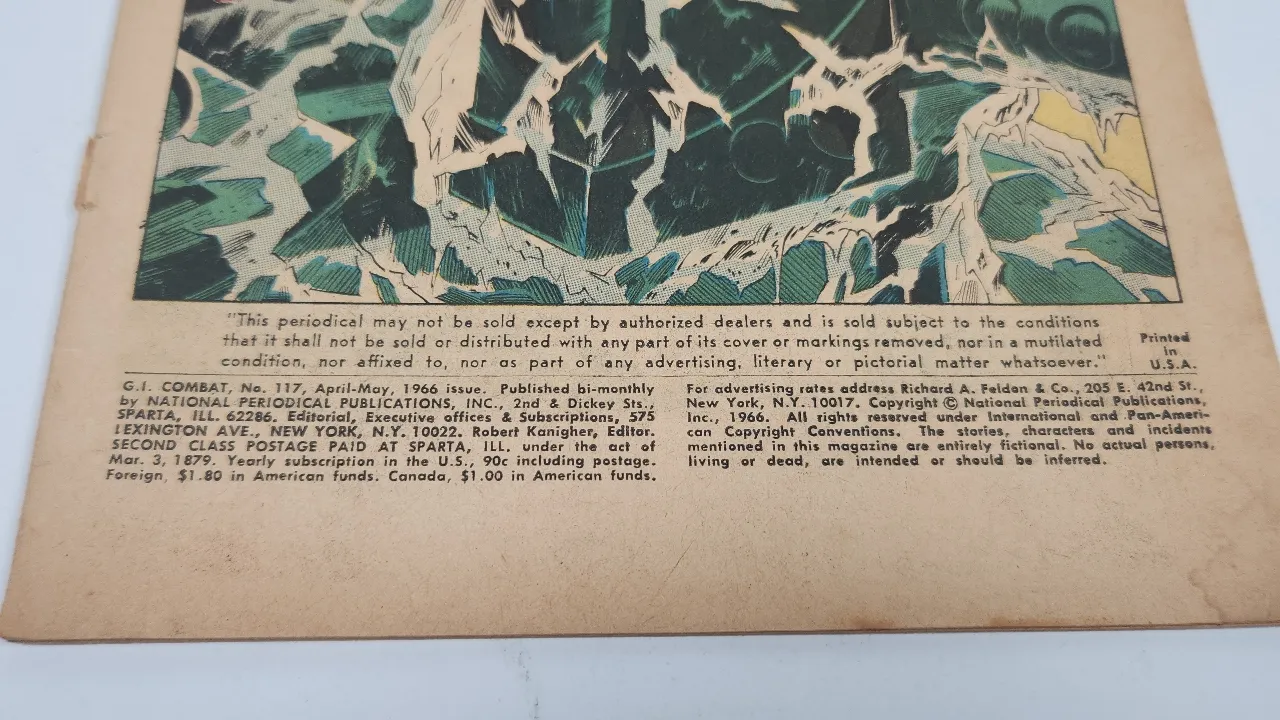 "This periodical may not be sold except by authorized dealers and is sold subject to the conditions
that it shall not be sold or distributed with any part of its cover or markings removed, nor in a mutilated
condition, nor affixed to, or as part of any advertising, literary or pictorial matter whatsoever."
Printed
in
U.S.A.
G.I. COMBAT, No. 117, April-May, 1966 issue. Published bi-monthly
by NATIONAL PERIODICAL PUBLICATIONS, INC., 2nd & Dickey Sts.,
SPARTA, ILL. 62286. Editorial, Executive offices & Subscriptions, 575
LEXINGTON AVE., NEW YORK, N.Y. 10022. Robert Kanigher, Editor.
SECOND CLASS POSTAGE PAID AT SPARTA, ILL. under the act of
Mar. 3, 1879. Yearly subscription in the U.S., 90c including postage.
Foreign, $1.80 in American funds. Canada, $1.00 in American funds.
For advertising rates address Richard A. Feldon & Co., 205 E. 42nd St.,
New York, N.Y. 10017. Copyright © National Periodical Publications,
Inc., 1966. All rights reserved under International and Pan-Ameri-
can Copyright Conventions. The stories, characters and incidents
mentioned in this magazine are entirely fictional. No actual persons,
living or dead, are intended or should be inferred.